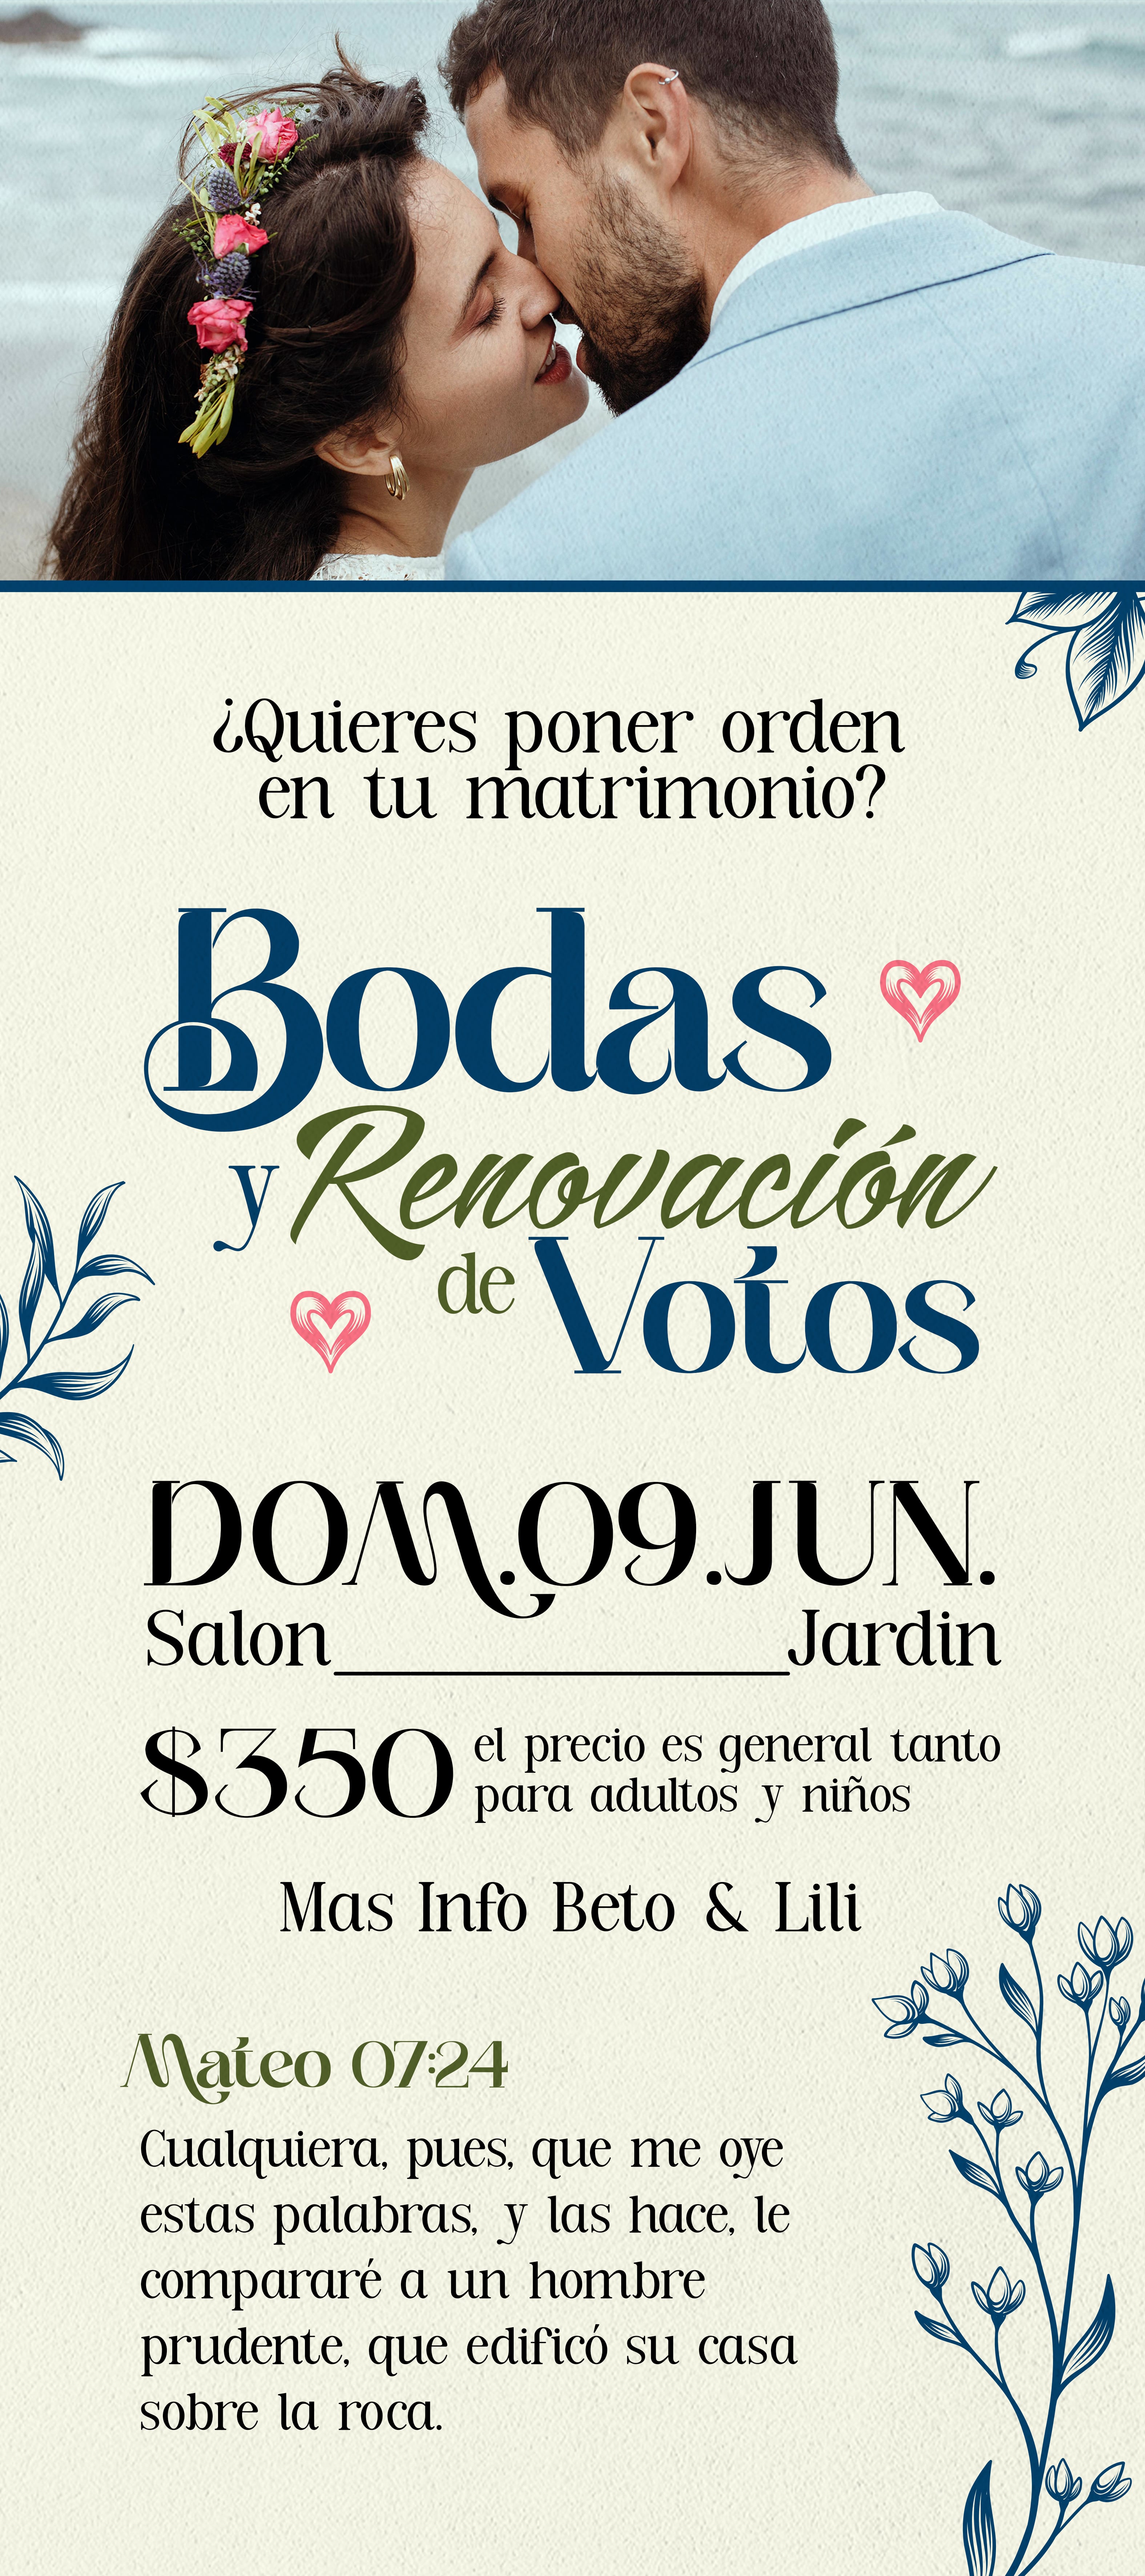 ¿Quieres poner orden
en tu matrimonio?
Bodas
y Renovación
de Votos
DOM.09.JUN.
Salon____________Jardin
$350 el precio es general tanto
para adultos y niños
Mas Info Beto & Lili
Mateo 07:24
Cualquiera, pues, que me oye
estas palabras, y las hace, le
compararé a un hombre
prudente, que edificó su casa
sobre la roca.